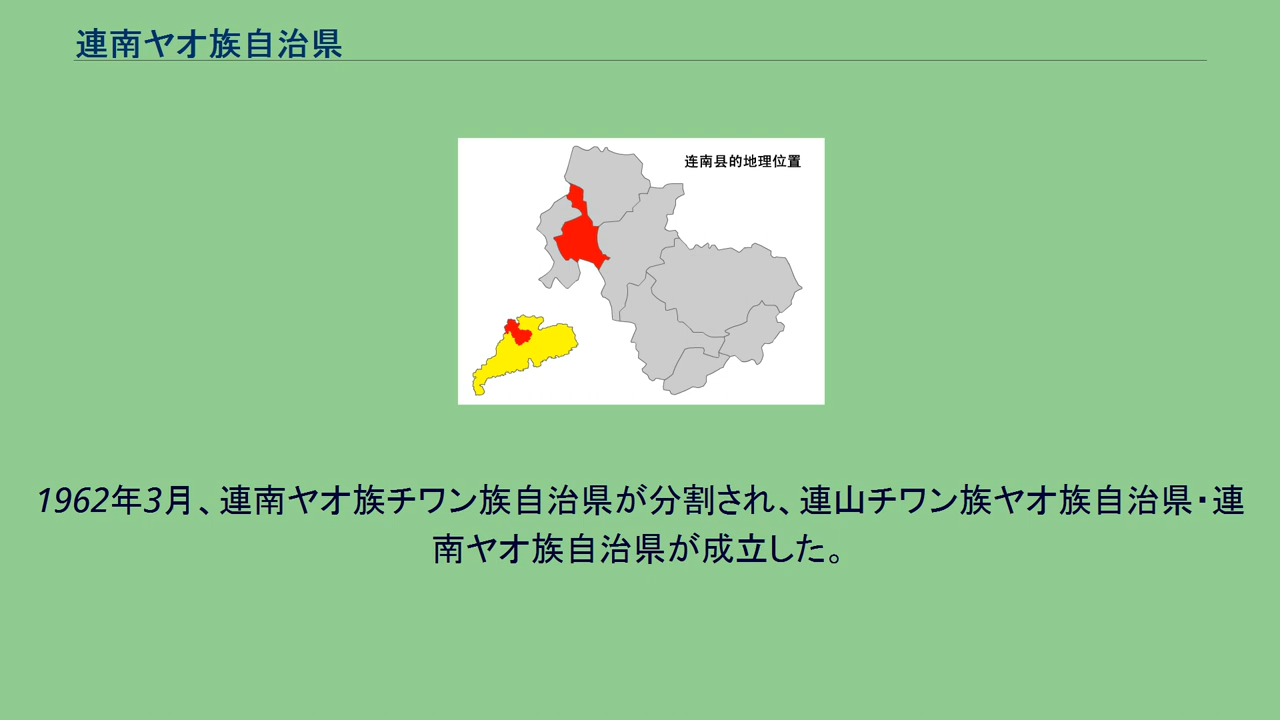 連南ヤオ族自治県
连南县的地理位置
1962年3月、連南ヤオ族チワン族自治県が分割され、連山チワン族ヤオ族自治県・連
南ヤオ族自治県が成立した。